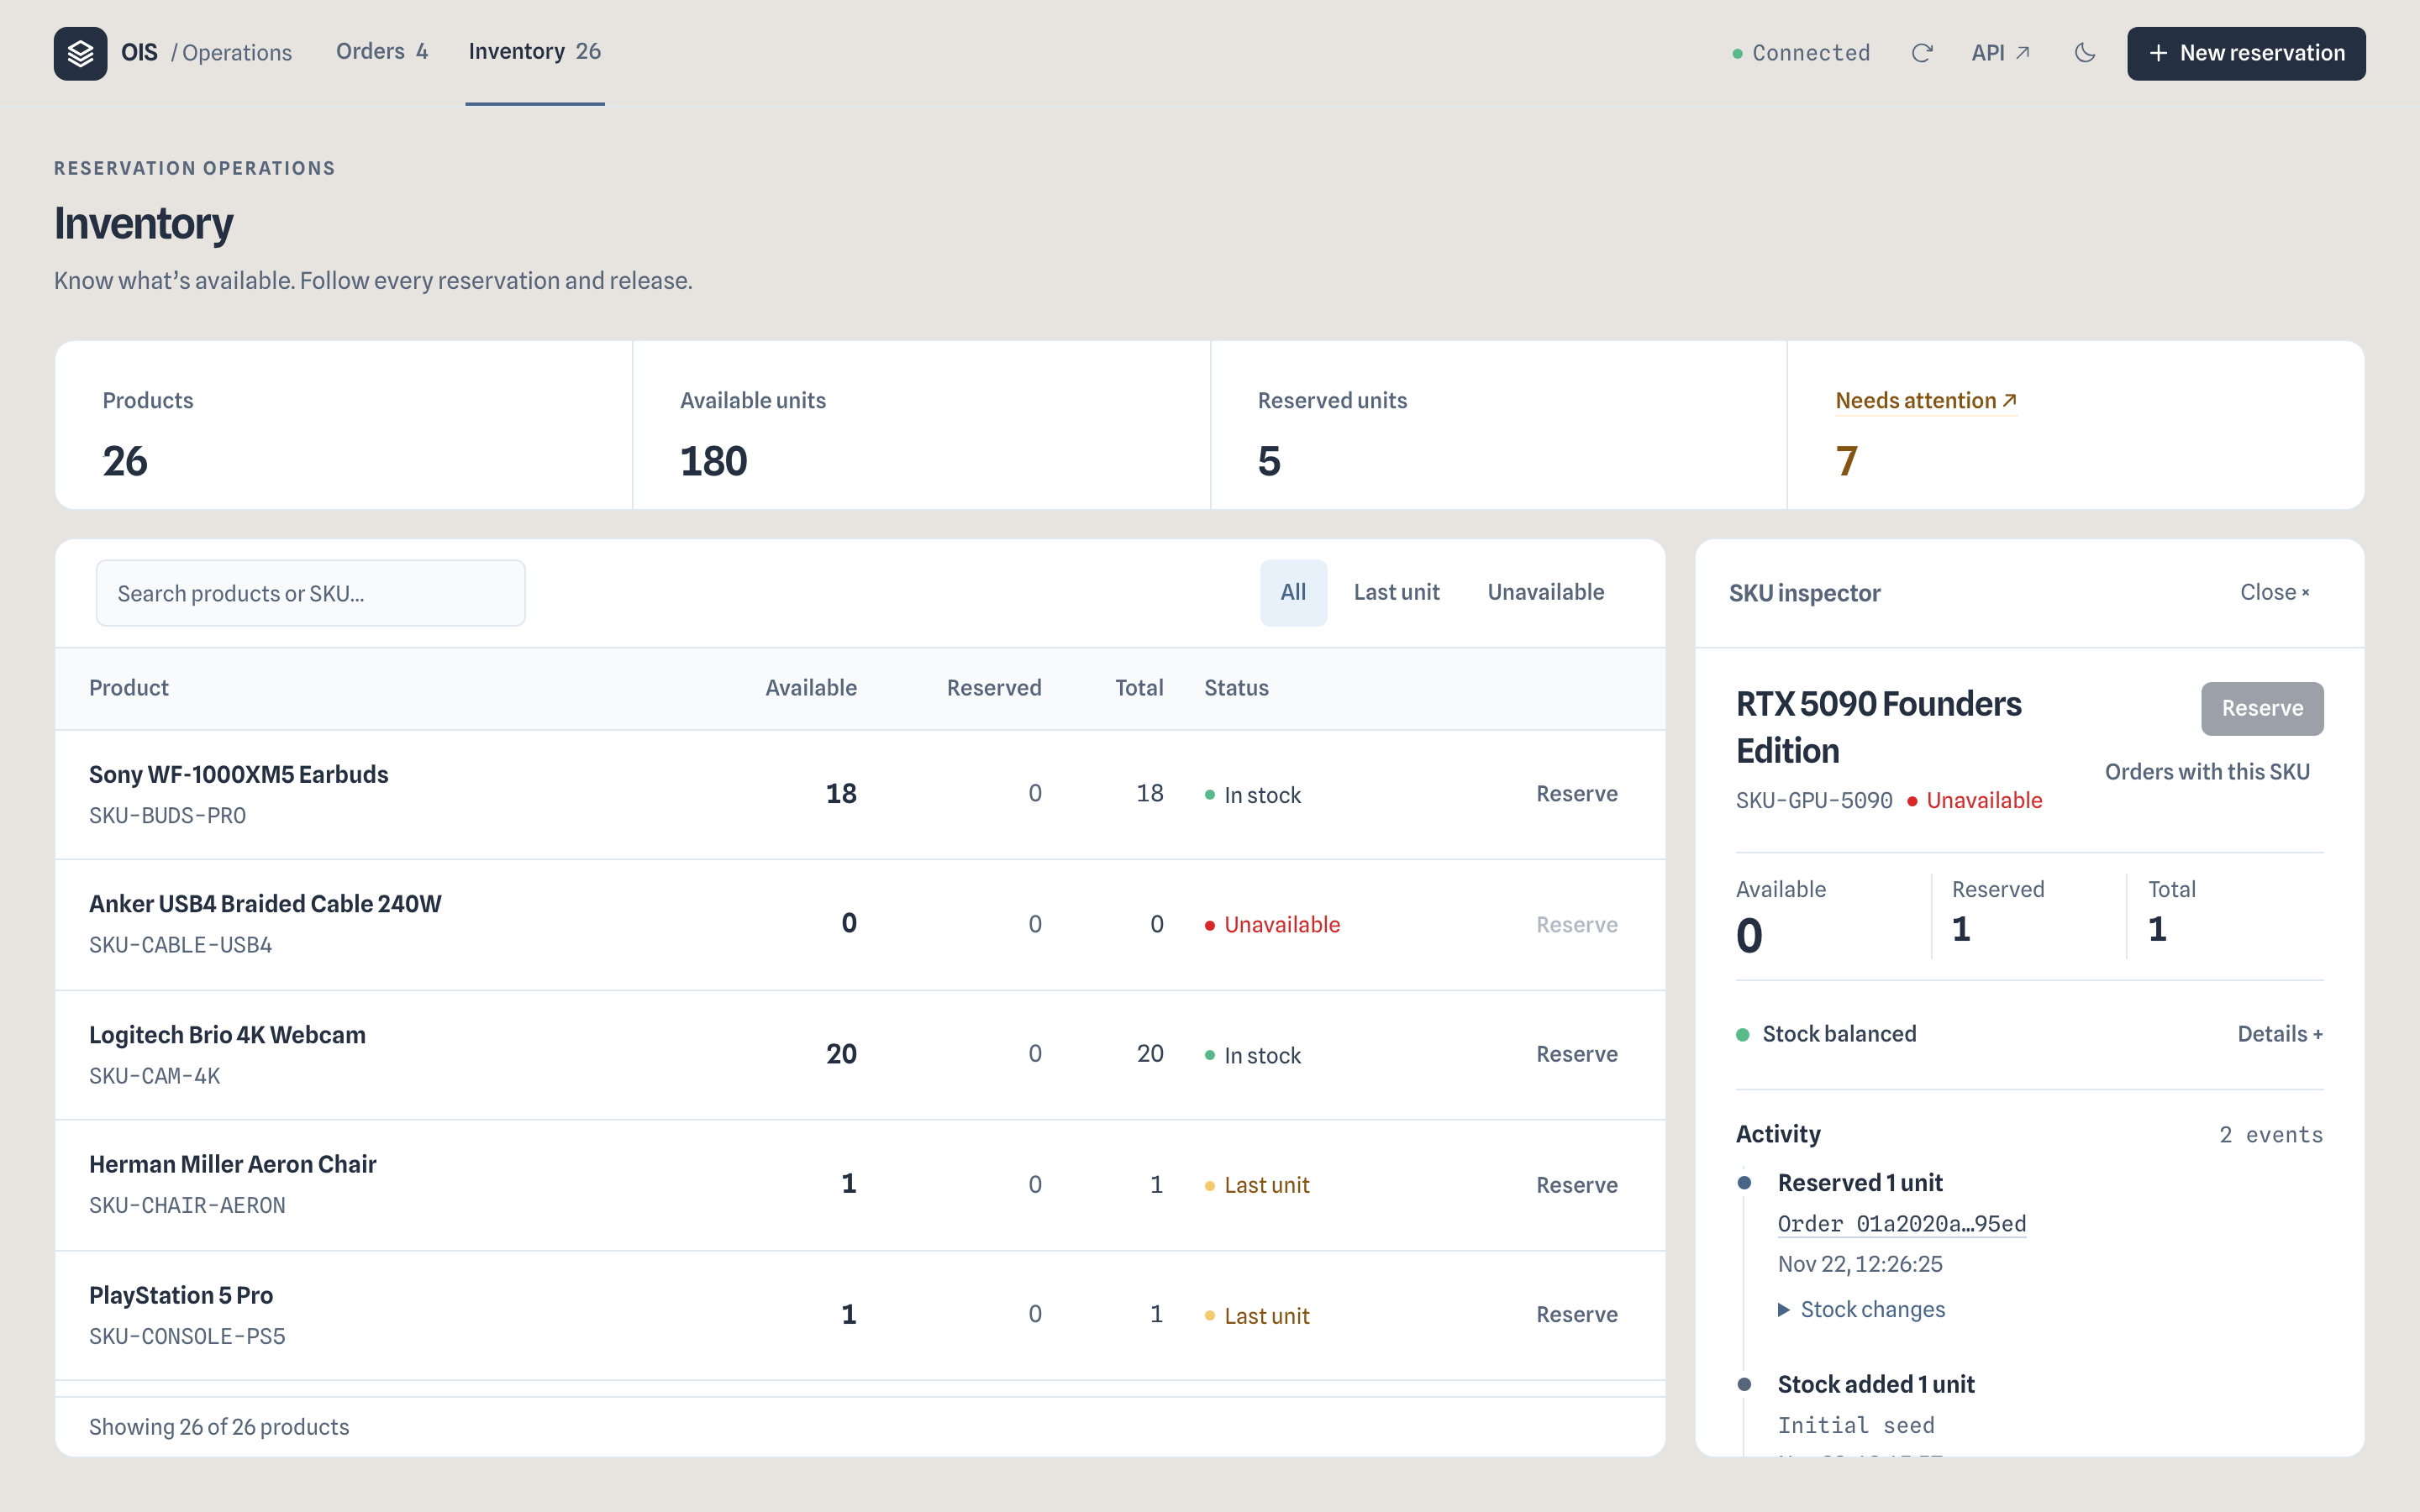 OIS / Operations Orders 4 Inventory 26 Connected API ↗ + New reservation
RESERVATION OPERATIONS
Inventory
Know what’s available. Follow every reservation and release.
Products
26
Available units
180
Reserved units
5
Needs attention ↗
7
Search products or SKU... All Last unit Unavailable
Product Available Reserved Total Status
Sony WF-1000XM5 Earbuds
SKU-BUDS-PRO
18 0 18 In stock Reserve
Anker USB4 Braided Cable 240W
SKU-CABLE-USB4
0 0 0 Unavailable Reserve
Logitech Brio 4K Webcam
SKU-CAM-4K
20 0 20 In stock Reserve
Herman Miller Aeron Chair
SKU-CHAIR-AERON
1 0 1 Last unit Reserve
PlayStation 5 Pro
SKU-CONSOLE-PS5
1 0 1 Last unit Reserve
Showing 26 of 26 products
SKU inspector Close ×
RTX 5090 Founders
Edition
Reserve
Orders with this SKU
SKU-GPU-5090 Unavailable
Available
0
Reserved
1
Total
1
Stock balanced Details +
Activity 2 events
Reserved 1 unit
Order 01a2020a…95ed
Nov 22, 12:26:25
Stock changes
Stock added 1 unit
Initial seed